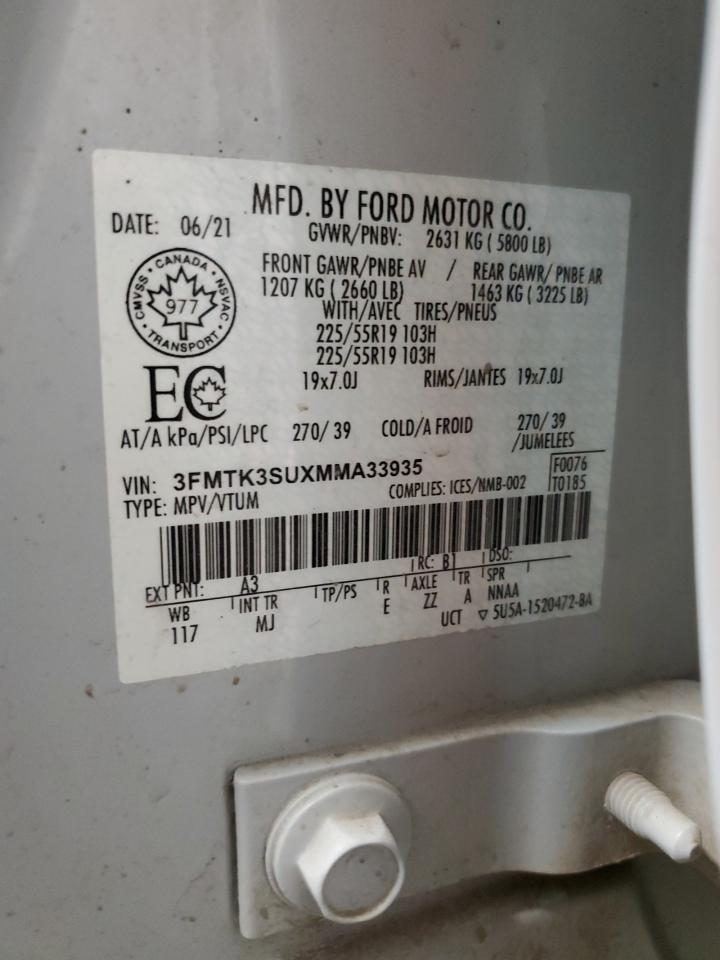 MFD. BY FORD MOTOR CO.
DATE: 06/21
GVWR/PNBV: 2631 KG ( 5800 LB)
FRONT GAWR/PNBE AV / REAR GAWR/ PNBE AR
1207 KG ( 2660 LB) 1463 KG ( 3225 LB)
WITH/AVEC TIRES/PNEUS
225/55R19 103H
225/55R19 103H
19x7.0J RIMS/JANTES 19x7.0J
CMVSS • CANADA • NSVAC • TRANSPORT •
977
EC
AT/A kPa/PSI/LPC 270/ 39 COLD/A FROID 270/ 39
/JUMELEES
VIN: 3FMTK3SUXMMA33935
F0076
TYPE: MPV/VTUM COMPLIES: ICES/NMB-002 T0185
EXT PNT: A3 RC: B1 DSO:
WB INT TR TP/PS R AXLE TR SPR
117 MJ E ZZ A NNAA
UCT ▽ 5U5A-1520472-BA